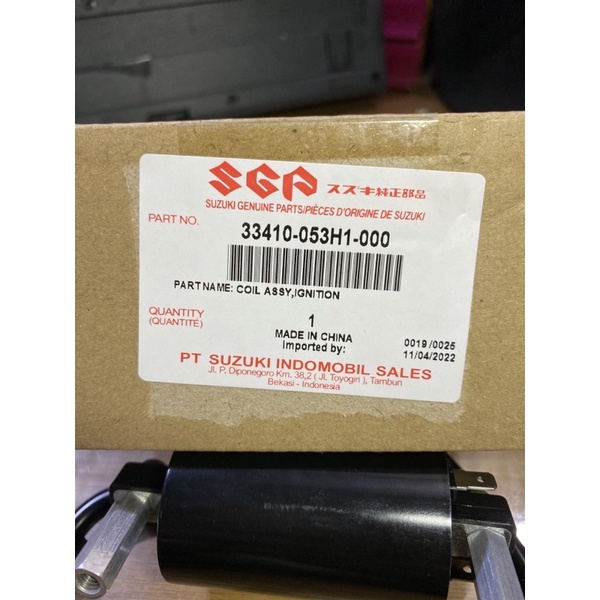 SGP スズキ純正部品
SUZUKI GENUINE PARTS/PIÈCES D'ORIGINE DE SUZUKI
PART NO. 33410-053H1-000
PART NAME: COIL ASSY,IGNITION
QUANTITY 1
(QUANTITÉ)
MADE IN CHINA
Imported by: 0019/0025
11/04/2022
PT SUZUKI INDOMOBIL SALES
Jl. P. Diponegoro Km. 38,2 ( Jl. Toyogiri ), Tambun
Bekasi - Indonesia